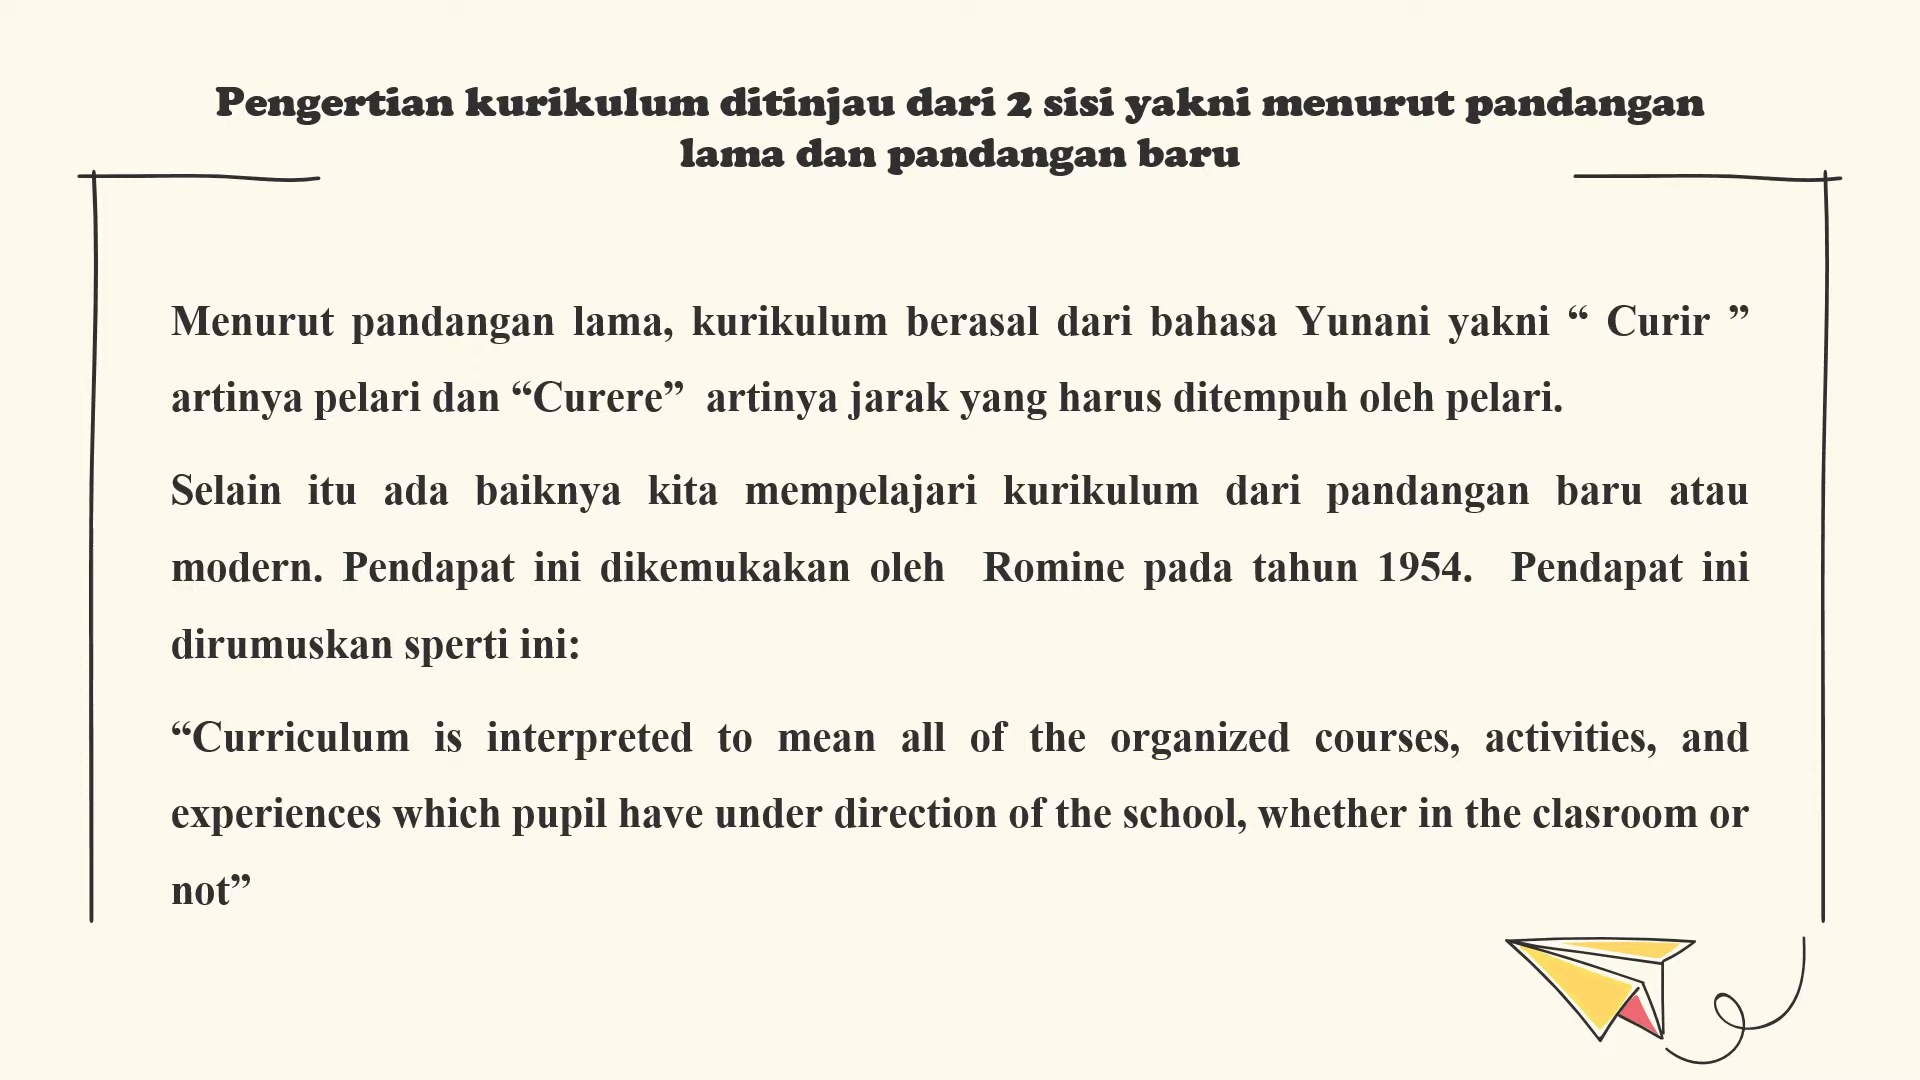 Pengertian kurikulum ditinjau dari 2 sisi yakni menurut pandangan
lama dan pandangan baru
Menurut pandangan lama, kurikulum berasal dari bahasa Yunani yakni “ Curir ”
artinya pelari dan “Curere”  artinya jarak yang harus ditempuh oleh pelari.
Selain itu ada baiknya kita mempelajari kurikulum dari pandangan baru atau
modern. Pendapat ini dikemukakan oleh  Romine pada tahun 1954.  Pendapat ini
dirumuskan sperti ini:
“Curriculum is interpreted to mean all of the organized courses, activities, and
experiences which pupil have under direction of the school, whether in the clasroom or
not”